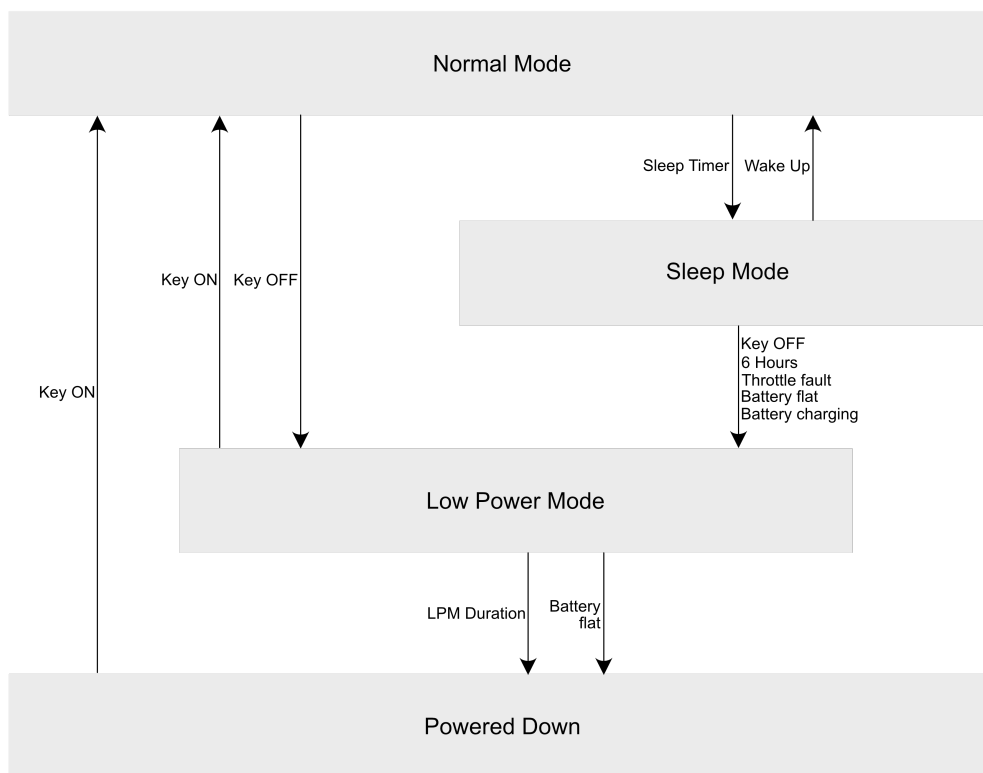 Normal Mode
Sleep Timer
Wake Up
Sleep Mode
Key ON
Key OFF
Key OFF
6 Hours
Throttle fault
Battery flat
Battery charging
Key ON
Low Power Mode
LPM Duration
Battery
flat
Powered Down